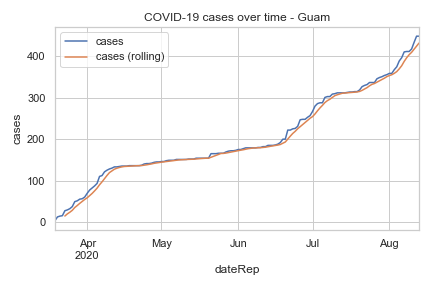 COVID-19 cases over time - Guam
cases
cases (rolling)
400
300
200
100
0
cases
Apr
2020
May
Jun
Jul
Aug
dateRep